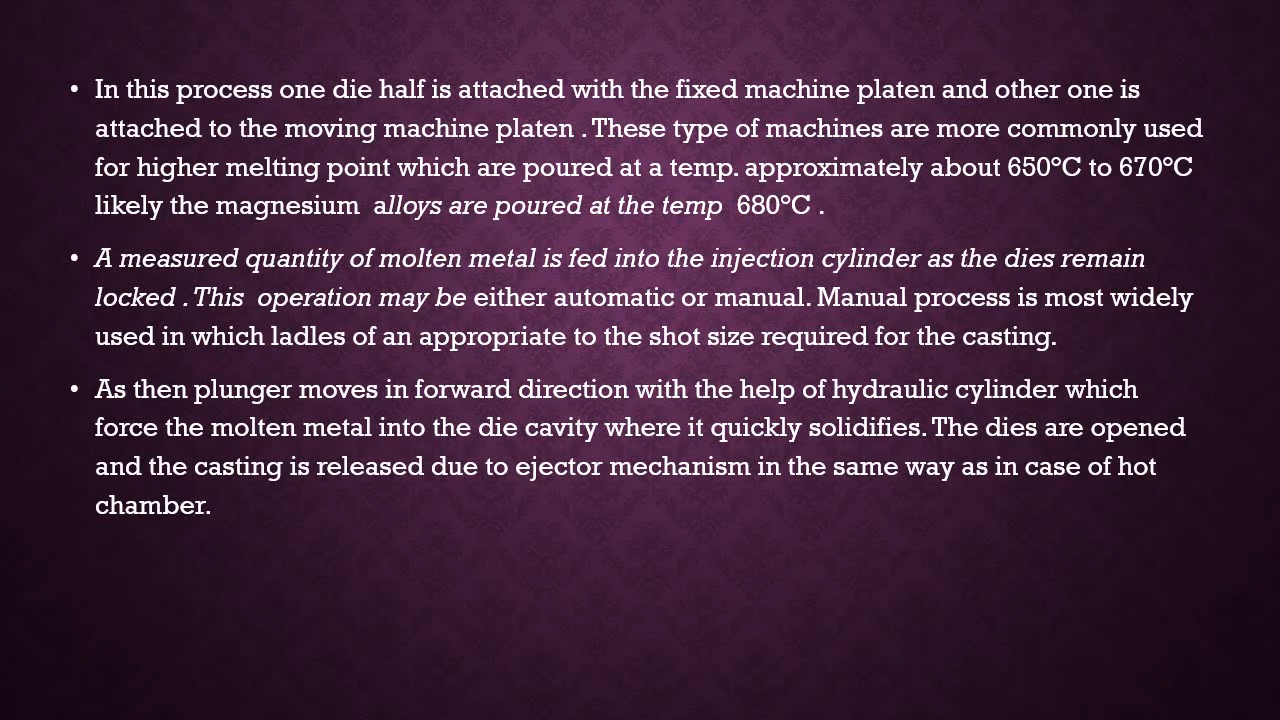 • In this process one die half is attached with the fixed machine platen and other one is
attached to the moving machine platen . These type of machines are more commonly used
for higher melting point which are poured at a temp. approximately about 650°C to 670°C
likely the magnesium  alloys are poured at the temp  680°C .
• A measured quantity of molten metal is fed into the injection cylinder as the dies remain
locked . This  operation may be either automatic or manual. Manual process is most widely
used in which ladles of an appropriate to the shot size required for the casting.
• As then plunger moves in forward direction with the help of hydraulic cylinder which
force the molten metal into the die cavity where it quickly solidifies. The dies are opened
and the casting is released due to ejector mechanism in the same way as in case of hot
chamber.